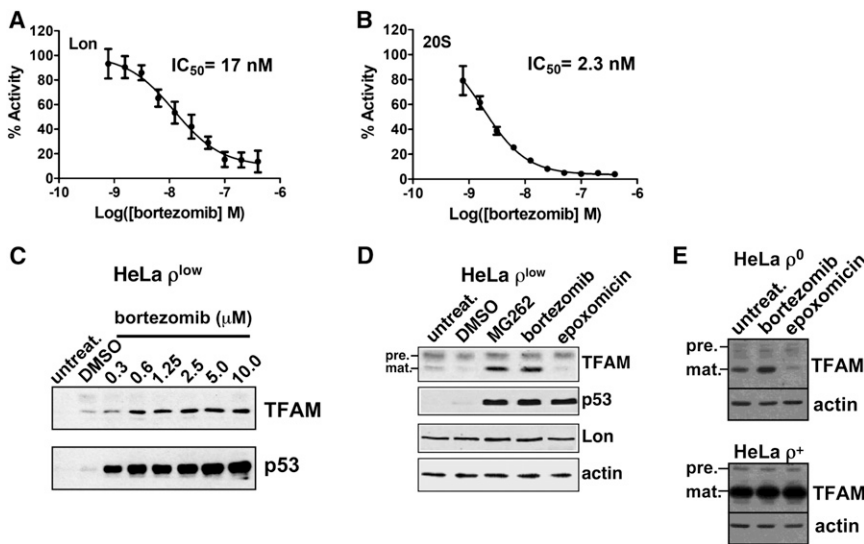 A
Lon
IC50= 17 nM
% Activity
120
100
80
60
40
20
0
-10
-9
-8
-7
-6
Log([bortezomib] M)
B
20S
IC50= 2.3 nM
% Activity
120
100
80
60
40
20
0
-10
-9
-8
-7
-6
Log([bortezomib] M)
C
HeLa ρlow
bortezomib (μM)
untreat.
DMSO
0.3
0.6
1.25
2.5
5.0
10.0
TFAM
p53
D
HeLa ρlow
untreat.
DMSO
MG262
bortezomib
epoxomicin
pre.
mat.
TFAM
p53
Lon
actin
E
HeLa ρ0
untreat.
bortezomib
epoxomicin
pre.
mat.
TFAM
actin
HeLa ρ+
pre.
mat.
TFAM
actin